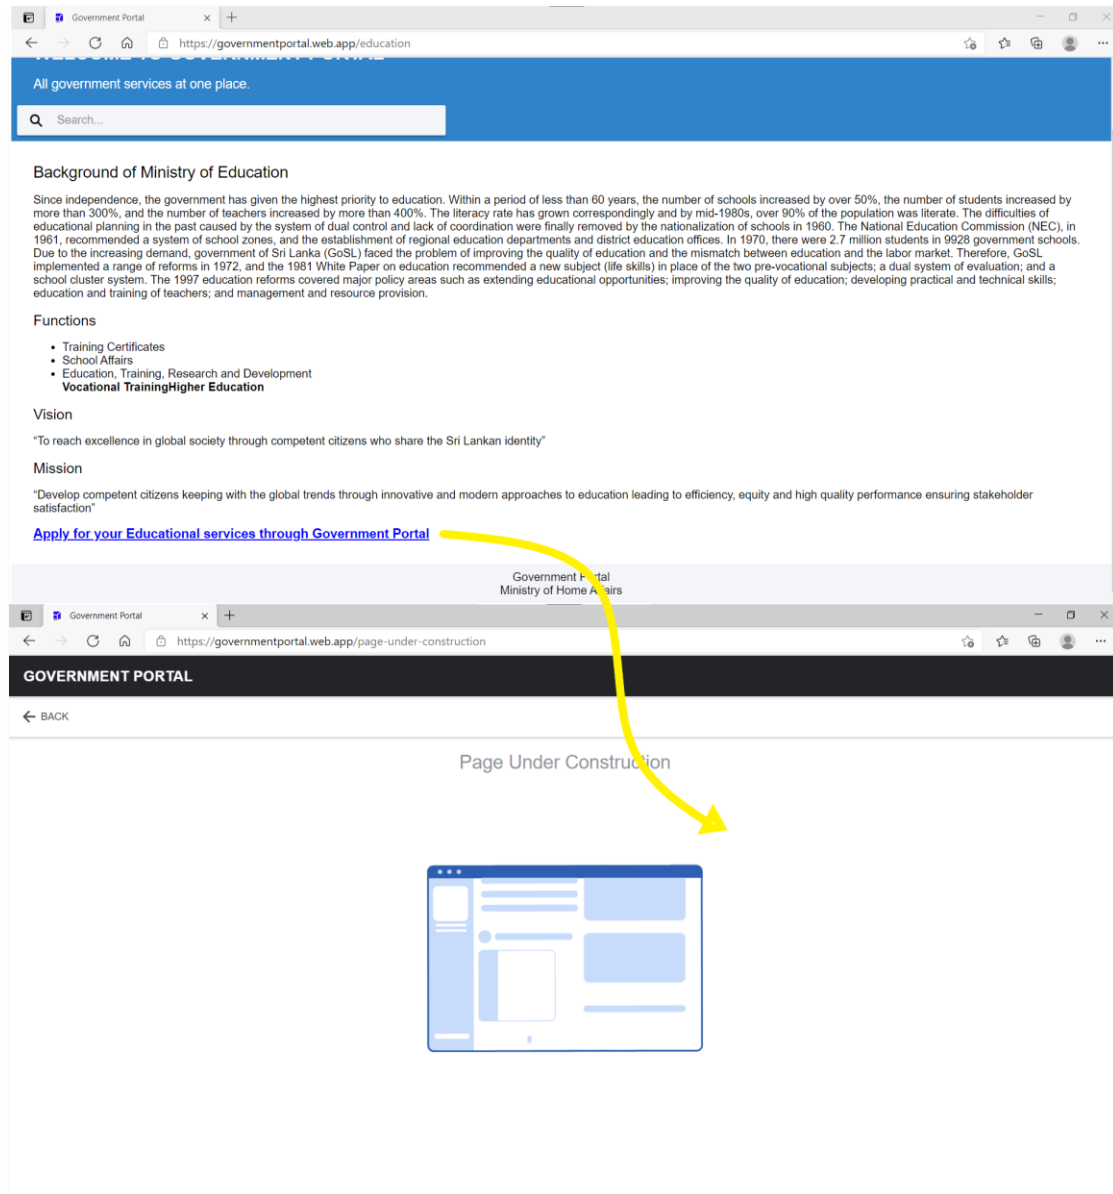 Government Portal
https://governmentportal.web.app/education
WELCOME TO GOVERNMENT PORTAL
All government services at one place.
Search...
Background of Ministry of Education
Since independence, the government has given the highest priority to education. Within a period of less than 60 years, the number of schools increased by over 50%, the number of students increased by
more than 300%, and the number of teachers increased by more than 400%. The literacy rate has grown correspondingly and by mid-1980s, over 90% of the population was literate. The difficulties of
educational planning in the past caused by the system of dual control and lack of coordination were finally removed by the nationalization of schools in 1960. The National Education Commission (NEC), in
1961, recommended a system of school zones, and the establishment of regional education departments and district education offices. In 1970, there were 2.7 million students in 9928 government schools.
Due to the increasing demand, government of Sri Lanka (GoSL) faced the problem of improving the quality of education and the mismatch between education and the labor market. Therefore, GoSL
implemented a range of reforms in 1972, and the 1981 White Paper on education recommended a new subject (life skills) in place of the two pre-vocational subjects; a dual system of evaluation; and a
school cluster system. The 1997 education reforms covered major policy areas such as extending educational opportunities; improving the quality of education; developing practical and technical skills;
education and training of teachers; and management and resource provision.
Functions
• Training Certificates
• School Affairs
• Education, Training, Research and Development
Vocational TrainingHigher Education
Vision
“To reach excellence in global society through competent citizens who share the Sri Lankan identity”
Mission
“Develop competent citizens keeping with the global trends through innovative and modern approaches to education leading to efficiency, equity and high quality performance ensuring stakeholder
satisfaction”
Apply for your Educational services through Government Portal
Government Portal
Ministry of Home Affairs
Government Portal
https://governmentportal.web.app/page-under-construction
GOVERNMENT PORTAL
BACK
Page Under Construction